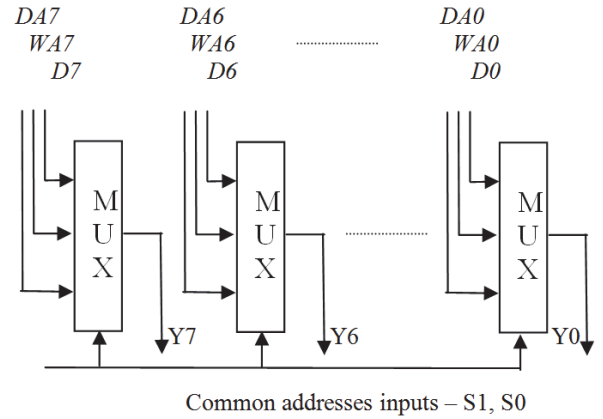 DA7 DA6 DA0
WA7 WA6 WA0
D7 D6 D0
M M M
U U U
X X X
Y7 Y6 Y0
Common addresses inputs – S1, S0